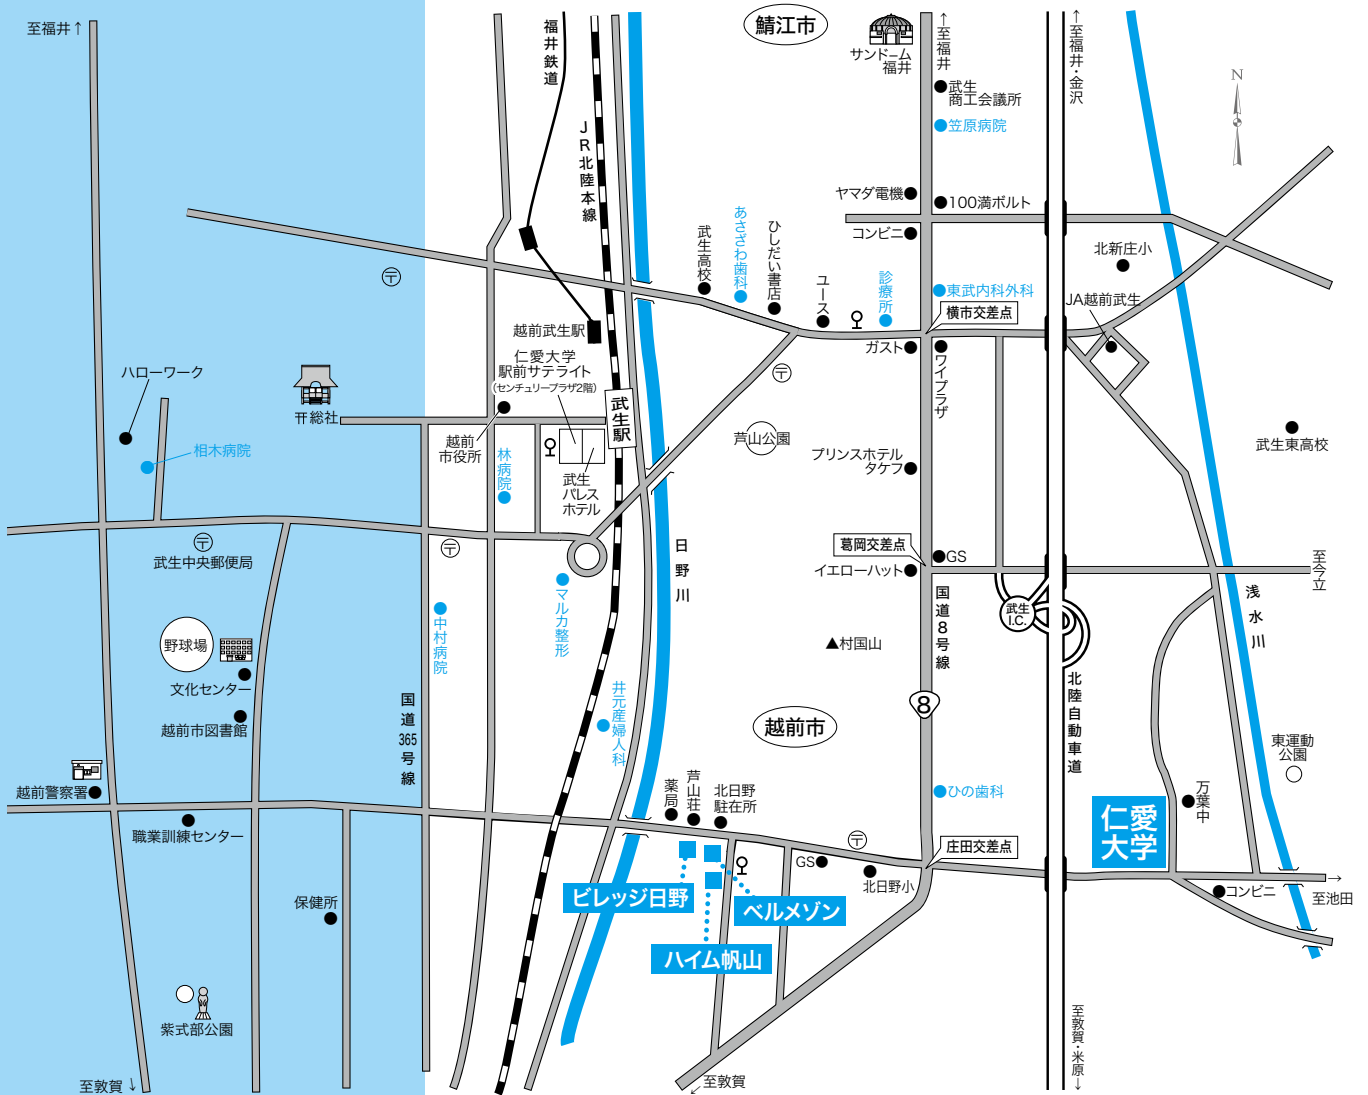 至福井↑
福井鉄道
JR北陸本線
鯖江市
サンドーム
福井
↑至福井
↑至福井・金沢
N
武生
商工会議所
笠原病院
ヤマダ電機
100満ボルト
コンビニ
北新庄小
武生高校
あさざわ歯科
ひしだい書店
ユース
診療所
東武内科外科
横市交差点
JA越前武生
ガスト
ワイプラザ
越前武生駅
仁愛大学
駅前サテライト
(センチュリープラザ2階)
武生駅
ハローワーク
総社
相木病院
越前
市役所
林病院
武生
パレス
ホテル
芦山公園
プリンスホテル
タケフ
武生東高校
〒
〒
〒
〒
〒
武生中央郵便局
日野川
葛岡交差点
GS
イエローハット
至今立
マルカ整形
中村病院
武生
I.C.
国道8号線
浅水川
野球場
文化センター
越前市図書館
村国山
国道365号線
井元産婦人科
8
越前市
北陸自動車道
東運動
公園
越前警察署
職業訓練センター
薬局
芦山荘
北日野
駐在所
ひの歯科
万葉中
仁愛
大学
庄田交差点
GS
北日野小
コンビニ
→
至池田
ビレッジ日野
ベルメゾン
ハイム帆山
保健所
紫式部公園
至敦賀↓
至敦賀
↙
至敦賀・米原↓